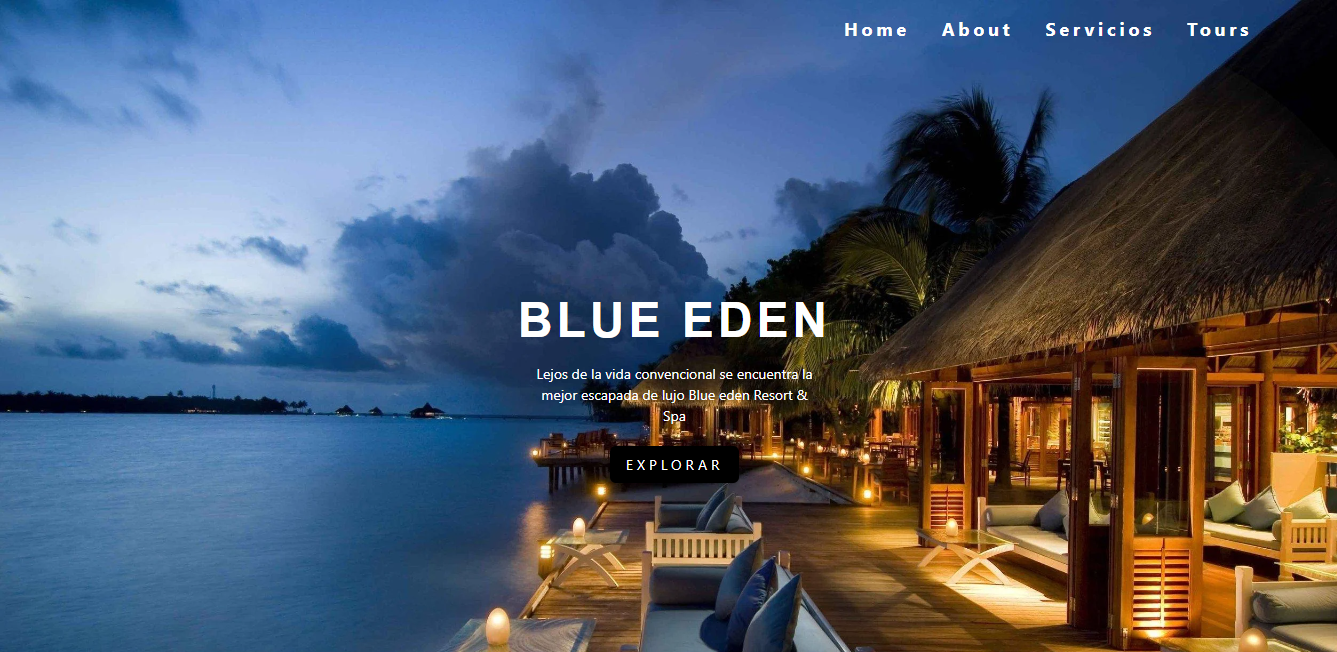 Home About Servicios Tours
BLUE EDEN
Lejos de la vida convencional se encuentra la
mejor escapada de lujo Blue eden Resort &
Spa
EXPLORAR